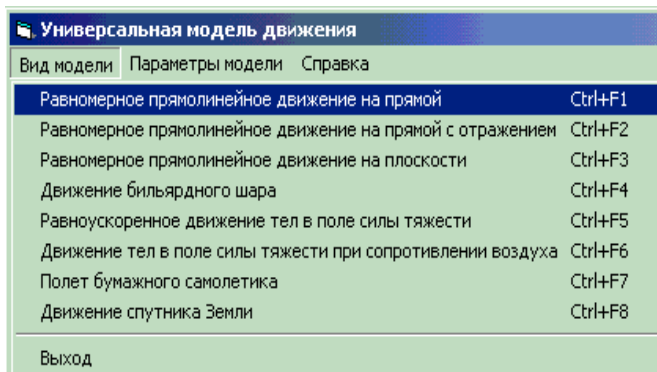 Универсальная модель движения
Вид модели Параметры модели Справка
Равномерное прямолинейное движение на прямой Ctrl+F1
Равномерное прямолинейное движение на прямой с отражением Ctrl+F2
Равномерное прямолинейное движение на плоскости Ctrl+F3
Движение бильярдного шара Ctrl+F4
Равноускоренное движение тел в поле силы тяжести Ctrl+F5
Движение тел в поле силы тяжести при сопротивлении воздуха Ctrl+F6
Полет бумажного самолетика Ctrl+F7
Движение спутника Земли Ctrl+F8
Выход